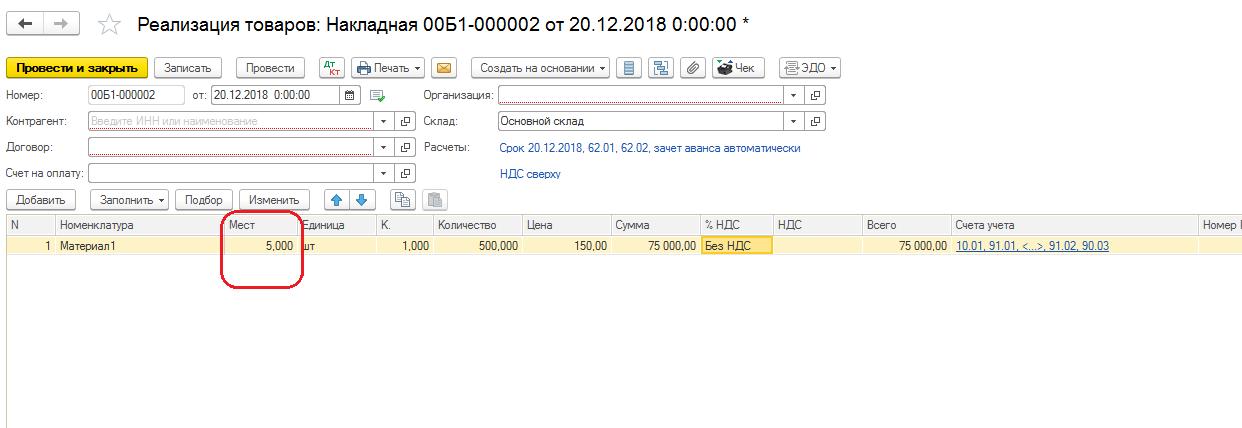 Реализация товаров: Накладная 00Б1-000002 от 20.12.2018 0:00:00 *
Провести и закрыть Записать Провести Дт Кт Печать Создать на основании Чек ЭДО
Номер: 00Б1-000002 от: 20.12.2018 0:00:00 Организация:
Контрагент: Введите ИНН или наименование Склад: Основной склад
Договор: Расчеты: Срок 20.12.2018, 62.01, 62.02, зачет аванса автоматически
Счет на оплату: НДС сверху
Добавить Заполнить Подбор Изменить
N Номенклатура Мест Единица К. Количество Цена Сумма % НДС НДС Всего Счета учета Номер
1 Материал1 5,000 шт 1,000 500,000 150,00 75 000,00 Без НДС 75 000,00 10.01, 91.01, <...>, 91.02, 90.03